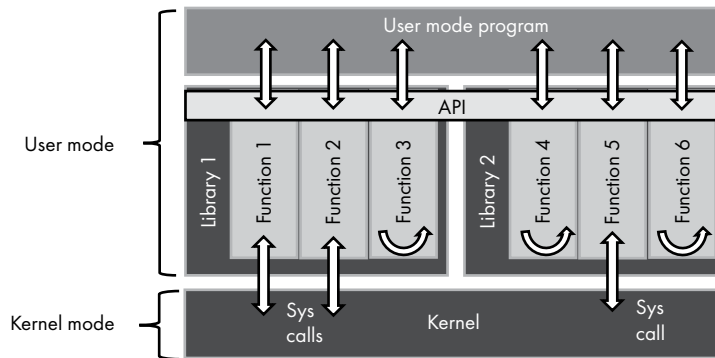 User mode program
API
User mode
Library 1
Function 1
Function 2
Function 3
Library 2
Function 4
Function 5
Function 6
Kernel mode
Sys
calls
Kernel
Sys
call